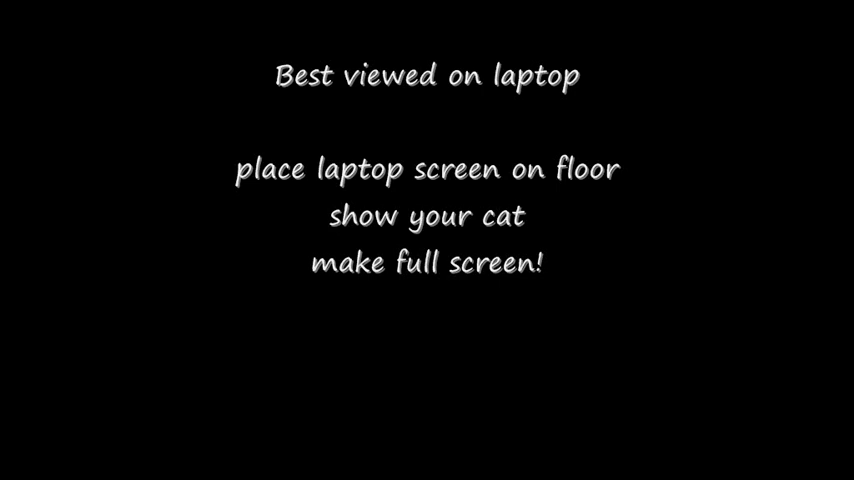 Best viewed on laptop
place laptop screen on floor
show your cat
make full screen!